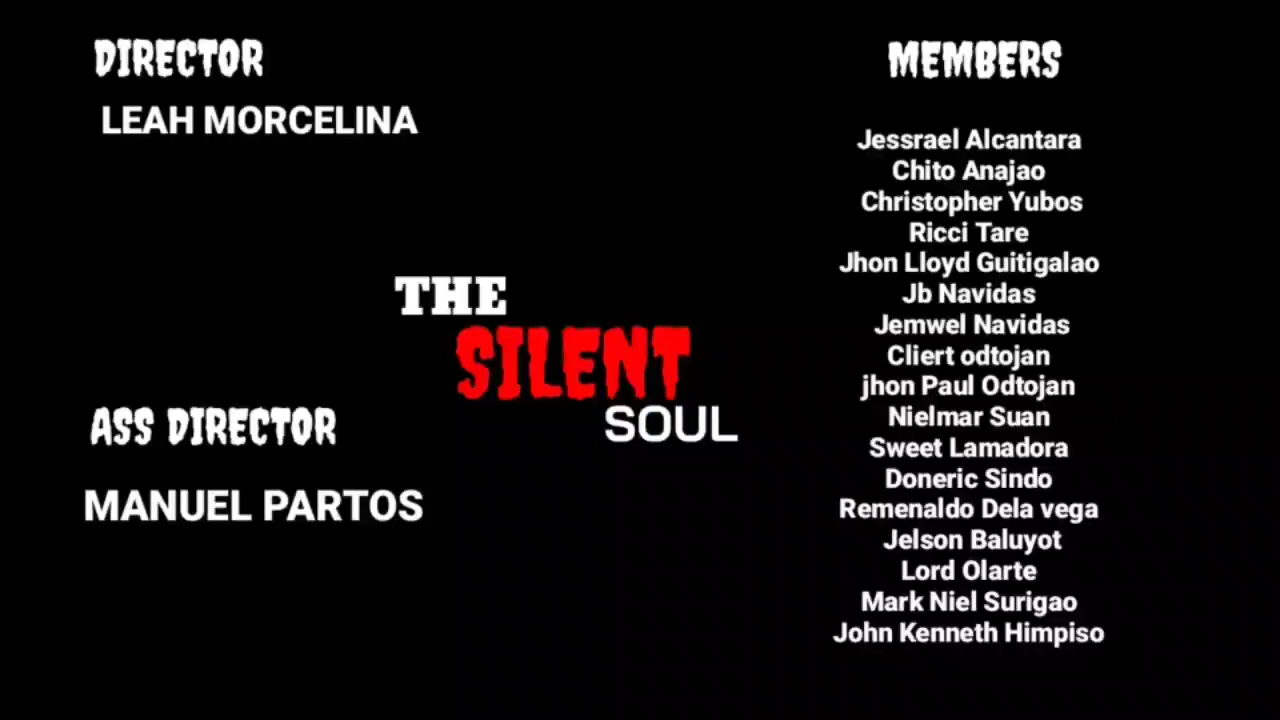 DIRECTOR
LEAH MORCELINA
THE
SILENT
SOUL
ASS DIRECTOR
MANUEL PARTOS
MEMBERS
Jessrael Alcantara
Chito Anajao
Christopher Yubos
Ricci Tare
Jhon Lloyd Guitigalao
Jb Navidas
Jemwel Navidas
Cliert odtojan
jhon Paul Odtojan
Nielmar Suan
Sweet Lamadora
Doneric Sindo
Remenaldo Dela vega
Jelson Baluyot
Lord Olarte
Mark Niel Surigao
John Kenneth Himpiso